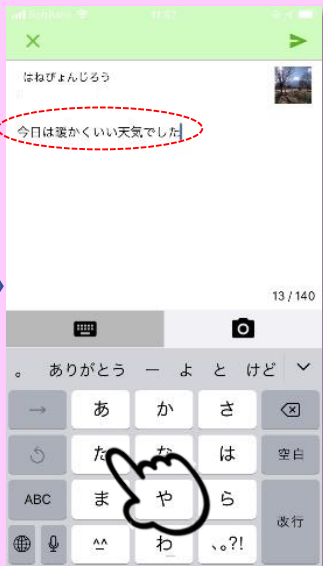 11:57
はねぴょんじろう
今日は暖かくいい天気でした
13 / 140
。 ありがとう ー よ と けど
→ あ か さ
た な は 空白
ABC ま や ら
改行
^^ わ 、。?!